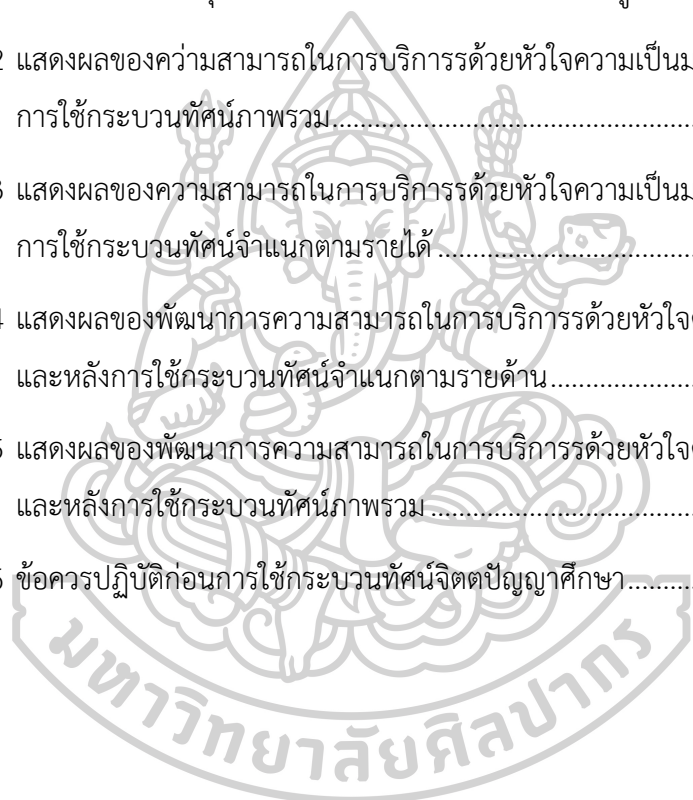 2 แสดงผลของคว่ามสามารถในการบริการรด้วยหัวใจความเป็นม
การใช้กระบวนทัศน์ภาพรวม
3 แสดงผลของความสามารถในการบริการรด้วยหัวใจความเป็นม
การใช้กระบวนทัศน์จำแนกตามรายได้
4 แสดงผลของพัฒนาการความสามารถในการบริการรด้วยหัวใจ
และหลังการใช้กระบวนทัศน์จำแนกตามรายด้าน
5 แสดงผลของพัฒนาการความสามารถในการบริการรด้วยหัวใจ
และหลังการใช้กระบวนทัศน์ภาพรวม
6 ข้อควรปฏิบัติก่อนการใช้กระบวนทัศน์จิตตปัญญาศึกษา
มหาวิทยาลัยศิลปากร